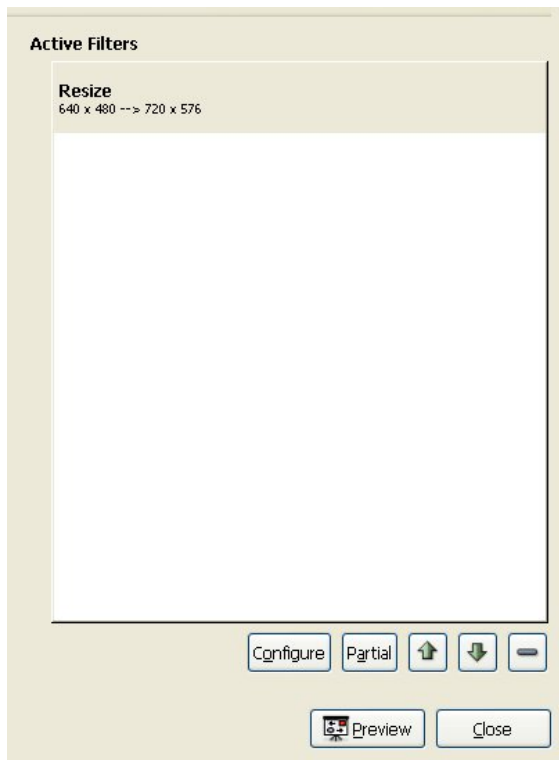 Active Filters
Resize
640 x 480 --> 720 x 576
Configure Partial
Preview Close